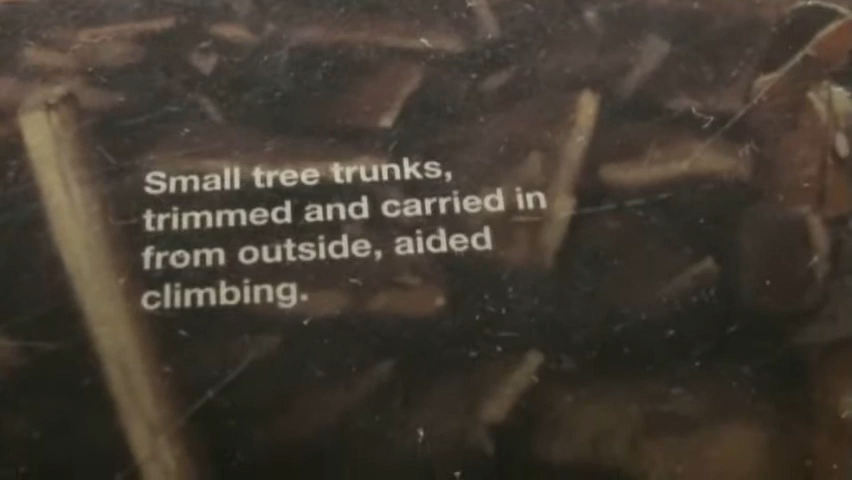 Small tree trunks,
trimmed and carried in
from outside, aided
climbing.